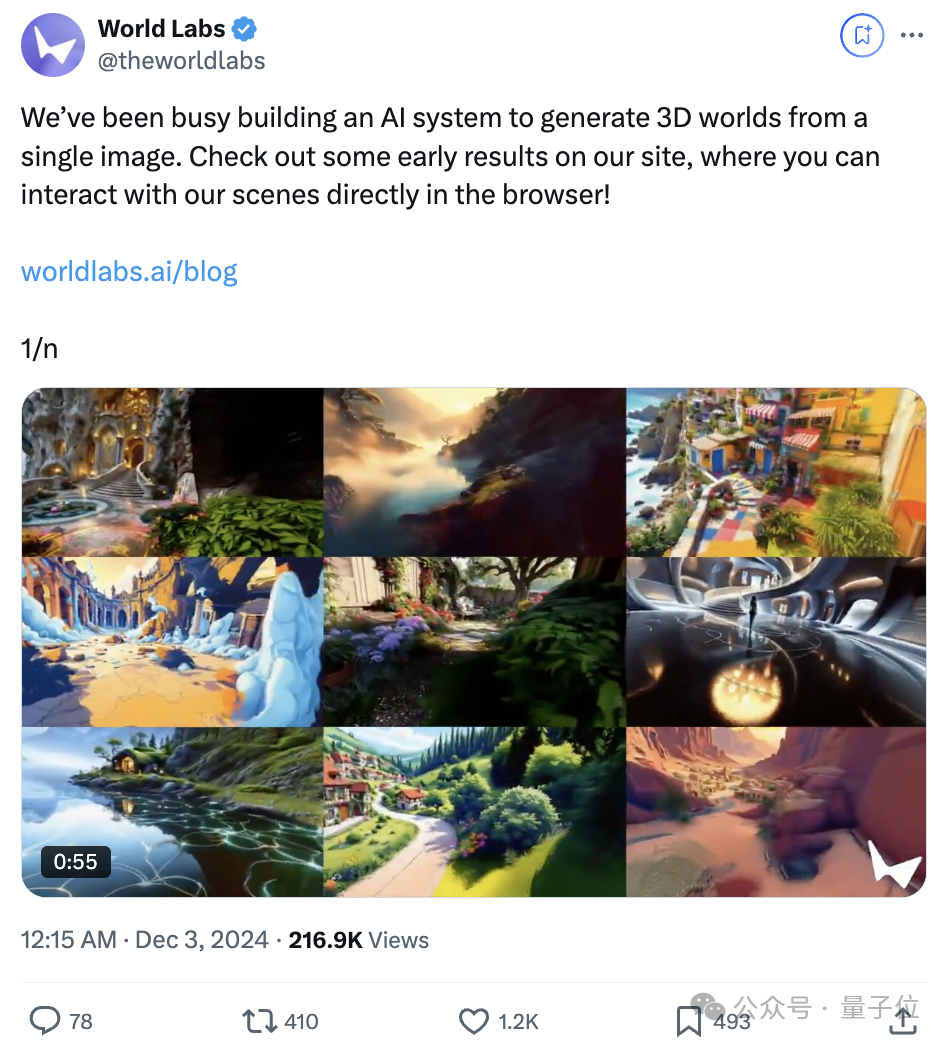 World Labs
@theworldlabs
We’ve been busy building an AI system to generate 3D worlds from a
single image. Check out some early results on our site, where you can
interact with our scenes directly in the browser!
worldlabs.ai/blog
1/n
0:55
12:15 AM · Dec 3, 2024 · 216.9K Views
78 410 1.2K 493
公众号 · 量子位